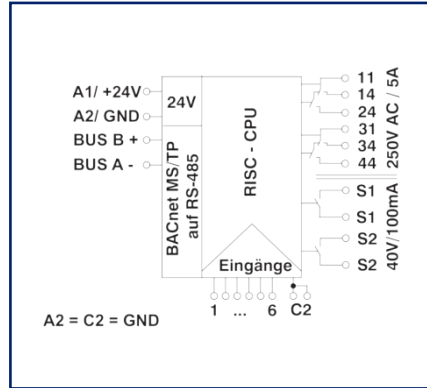 A1/ +24V
A2/ GND
BUS B +
BUS A -
24V
BACnet MS/TP
auf RS-485
RISC - CPU
Eingänge
11
14
24
31
34
44
250V AC / 5A
S1
S1
S2
S2
40V/100mA
1 ... 6 C2
A2 = C2 = GND